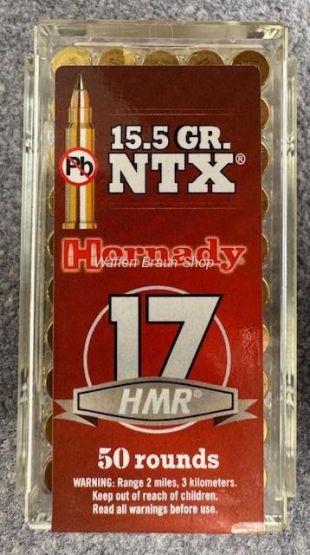 Pb
15.5 GR.
NTX®
Hornady
Waffen Braun Shop
17
HMR®
50 rounds
WARNING: Range 2 miles, 3 kilometers.
Keep out of reach of children.
Read all warnings before use.